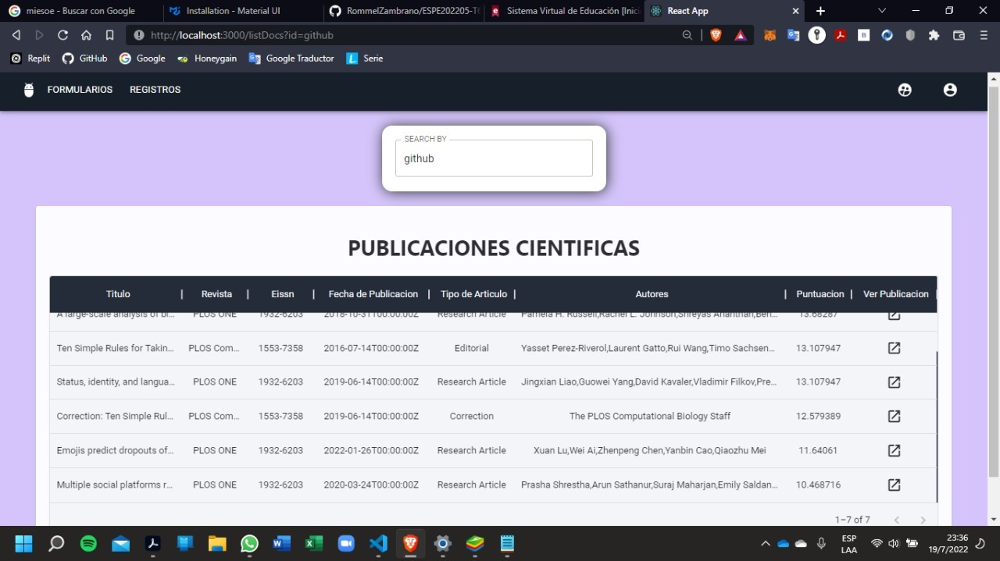 miesoe - Buscar con Google
Installation - Material UI
RommelZambrano/ESPE202205-T
Sistema Virtual de Educación [Inici
React App
http://localhost:3000/listDocs?id=github
Replit GitHub Google Honeygain Google Traductor Serie
FORMULARIOS REGISTROS
SEARCH BY
github
PUBLICACIONES CIENTIFICAS
Titulo | Revista | Eissn | Fecha de Publicacion | Tipo de Articulo | Autores | Puntuacion | Ver Publicacion |
A large-scale analysis of bi... PLOS ONE 1932-6203 2018-10-31T00:00:00Z Research Article Pamela H. Russell,Rachel L. Johnson,Shreyas Ananthan,Ben... 13.68287
Ten Simple Rules for Takin... PLOS Com... 1553-7358 2016-07-14T00:00:00Z Editorial Yasset Perez-Riverol,Laurent Gatto,Rui Wang,Timo Sachsen... 13.107947
Status, identity, and langua... PLOS ONE 1932-6203 2019-06-14T00:00:00Z Research Article Jingxian Liao,Guowei Yang,David Kavaler,Vladimir Filkov,Pre... 13.107947
Correction: Ten Simple Rul... PLOS Com... 1553-7358 2019-06-14T00:00:00Z Correction The PLOS Computational Biology Staff 12.579389
Emojis predict dropouts of... PLOS ONE 1932-6203 2022-01-26T00:00:00Z Research Article Xuan Lu,Wei Ai,Zhenpeng Chen,Yanbin Cao,Qiaozhu Mei 11.64061
Multiple social platforms r... PLOS ONE 1932-6203 2020-03-24T00:00:00Z Research Article Prasha Shrestha,Arun Sathanur,Suraj Maharjan,Emily Saldan... 10.468716
1–7 of 7
ESP
LAA
23:36
19/7/2022